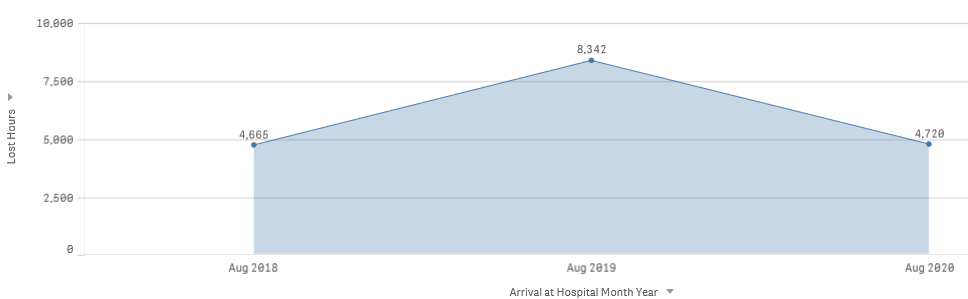 10,000
8,342
7,500
4,665
4,720
5,000
Lost Hours
2,500
0
Aug 2018
Aug 2019
Aug 2020
Arrival at Hospital Month Year